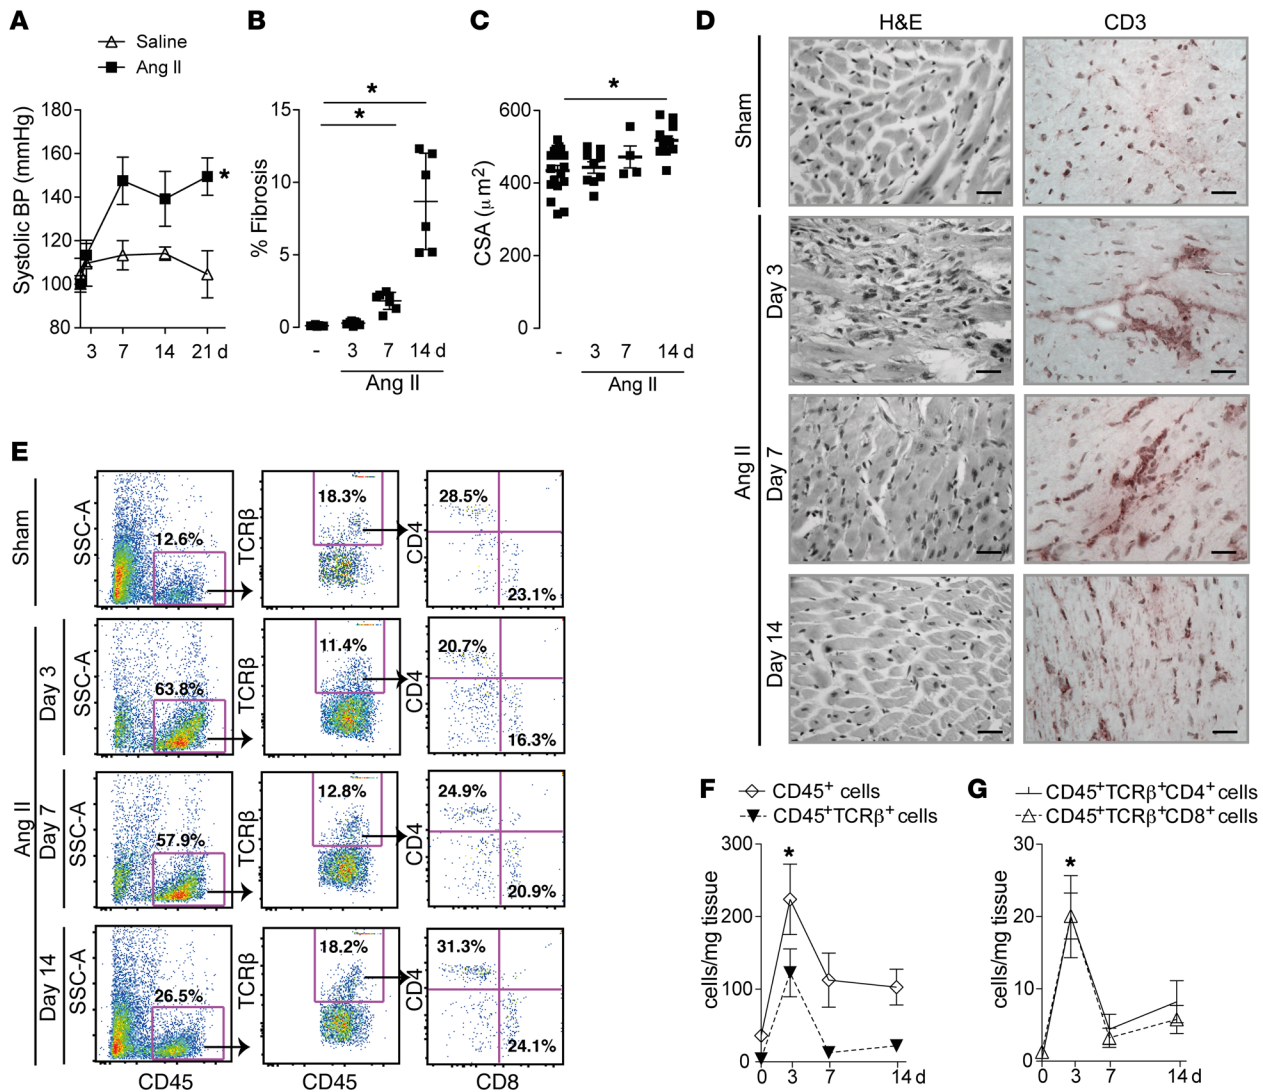 A
Saline
Ang II
Systolic BP (mmHg)
180
160
140
120
100
80
*
3 7 14 21 d
B
% Fibrosis
15
10
5
0
*
*
- 3 7 14 d
Ang II
C
CSA (μm2)
600
400
200
0
*
- 3 7 14 d
Ang II
D
H&E CD3
Sham
Ang II
Day 3
Day 7
Day 14
E
Sham
SSC-A
12.6%
TCRβ
18.3%
CD4
28.5%
23.1%
Ang II
Day 3
SSC-A
63.8%
TCRβ
11.4%
CD4
20.7%
16.3%
Day 7
SSC-A
57.9%
TCRβ
12.8%
CD4
24.9%
20.9%
Day 14
SSC-A
26.5%
TCRβ
18.2%
CD4
31.3%
24.1%
CD45 CD45 CD8
F
CD45+ cells
CD45+TCRβ+cells
cells/mg tissue
300
200
100
0
*
0 3 7 14 d
G
CD45+TCRβ+CD4+ cells
CD45+TCRβ+CD8+ cells
cells/mg tissue
30
20
10
0
*
0 3 7 14 d